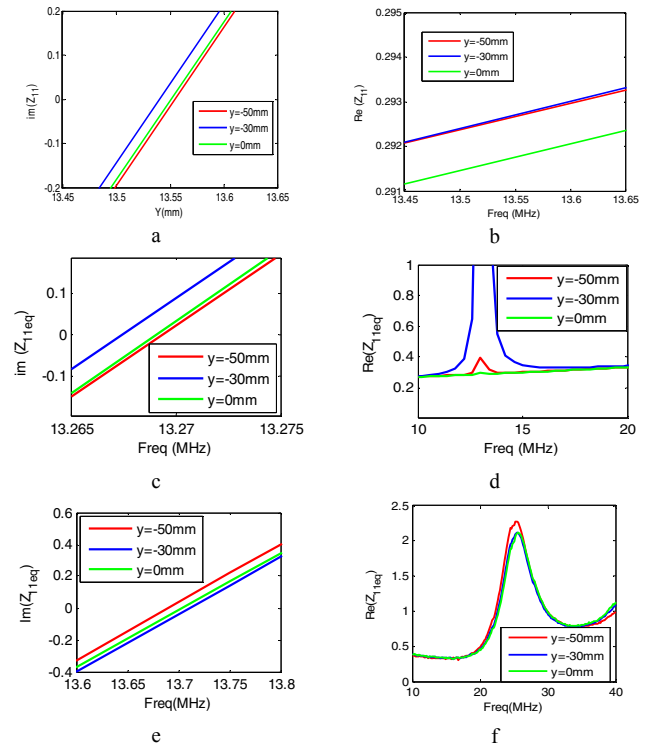 0.2
0.1
0
-0.1
-0.2
im(Z11)
13.45 13.5 13.55 13.6 13.65
Y(mm)
y=-50mm
y=-30mm
y=0mm
a
0.295
0.294
0.293
0.292
0.291
Re (Z11)
13.45 13.5 13.55 13.6 13.65
Freq (MHz)
y=-50mm
y=-30mm
y=0mm
b
0.1
0
-0.1
im (Z11eq)
13.265 13.27 13.275
Freq (MHz)
y=-50mm
y=-30mm
y=0mm
c
1
0.8
0.6
0.4
0.2
Re(Z11eq)
10 15 20
Freq (MHz)
y=-50mm
y=-30mm
y=0mm
d
0.6
0.4
0.2
0
-0.2
-0.4
Im(Z11eq)
13.6 13.65 13.7 13.75 13.8
Freq(MHz)
y=-50mm
y=-30mm
y=0mm
e
2.5
2
1.5
1
0.5
0
Re(Z11eq)
10 20 30 40
Freq(MHz)
y=-50mm
y=-30mm
y=0mm
f